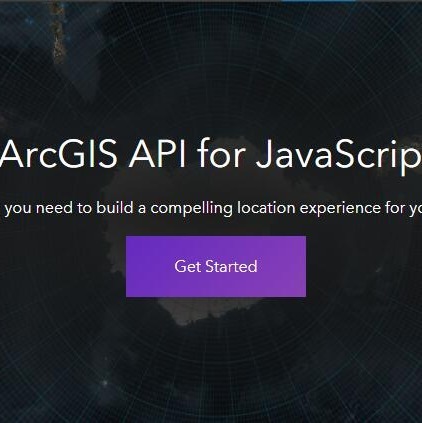 ArcGIS API for JavaScrip
you need to build a compelling location experience for yo
Get Started